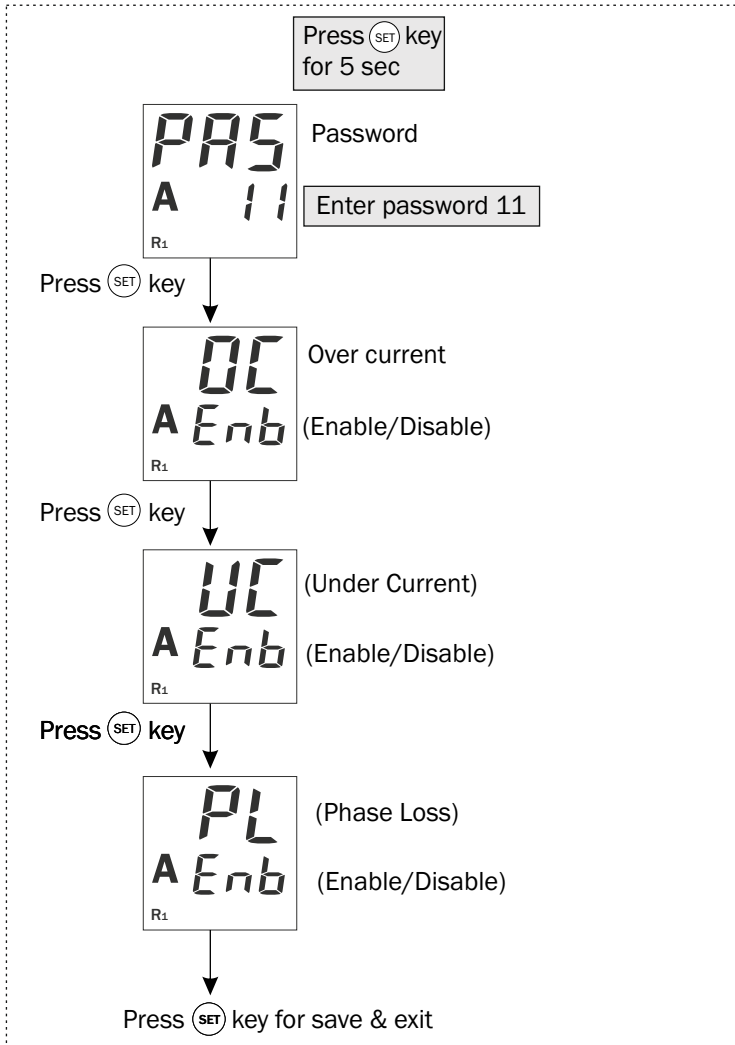 Press SET key
for 5 sec
PAS
Password
A 11
Enter password 11
R1
Press SET key
OC
Over current
A Enb
(Enable/Disable)
R1
Press SET key
UC
(Under Current)
A Enb
(Enable/Disable)
R1
Press SET key
PL
(Phase Loss)
A Enb
(Enable/Disable)
R1
Press SET key for save & exit